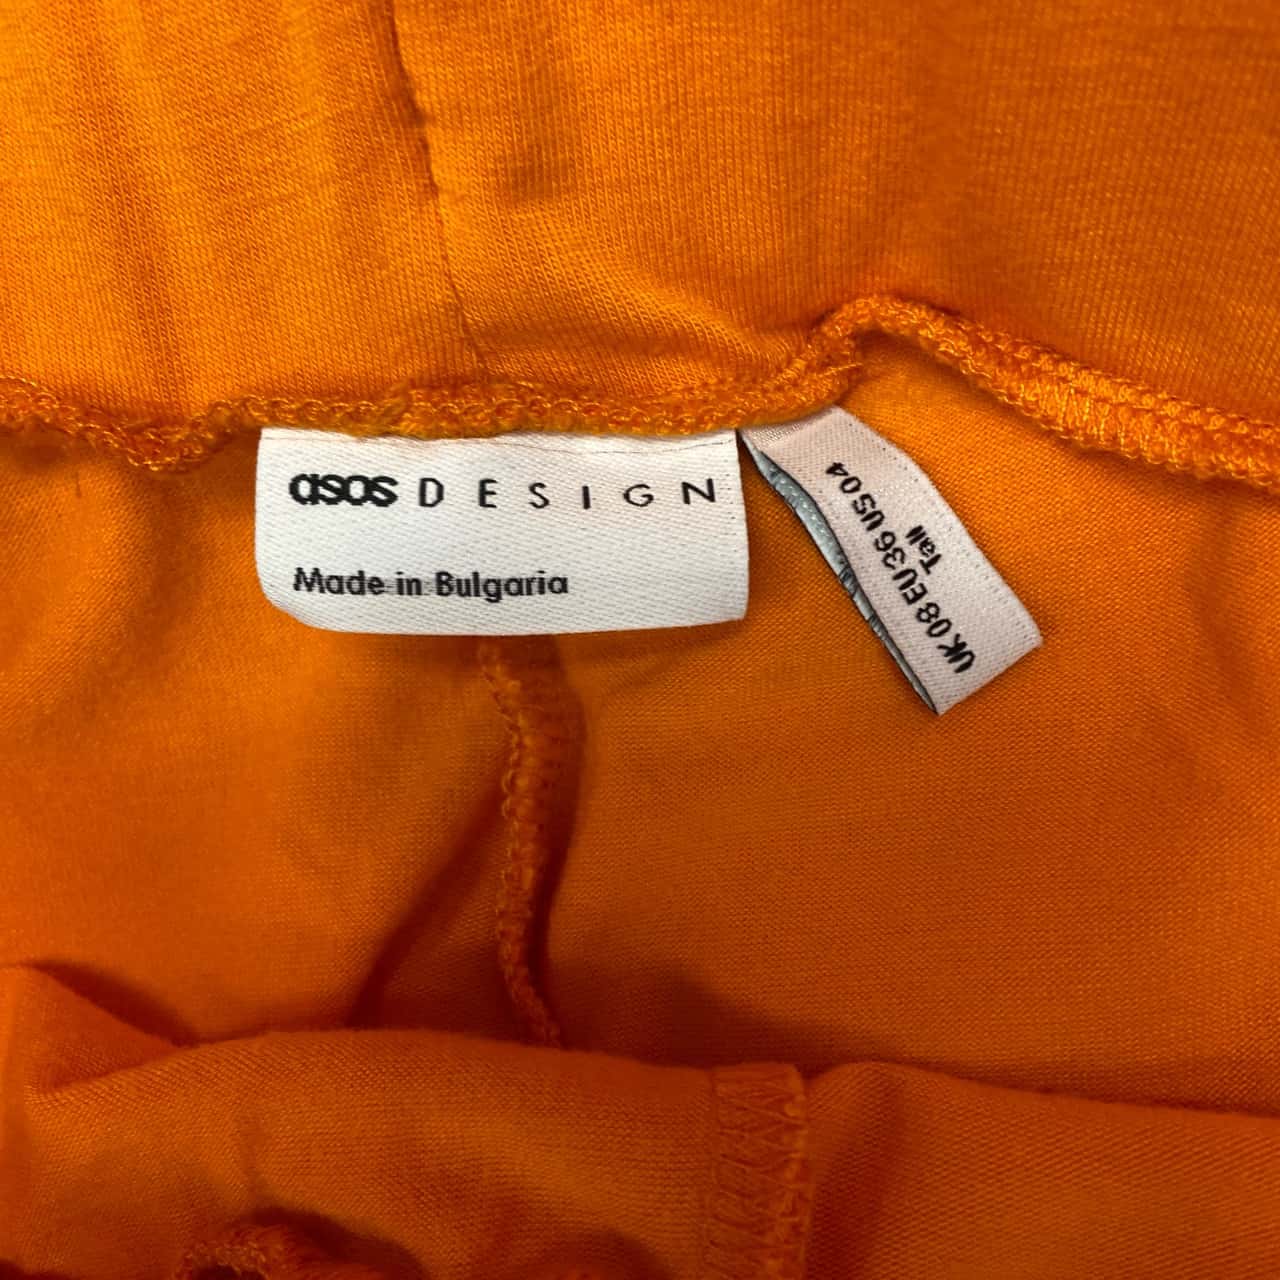 asos DESIGN
Made in Bulgaria
UK 08 EU 36 US 04
Tall